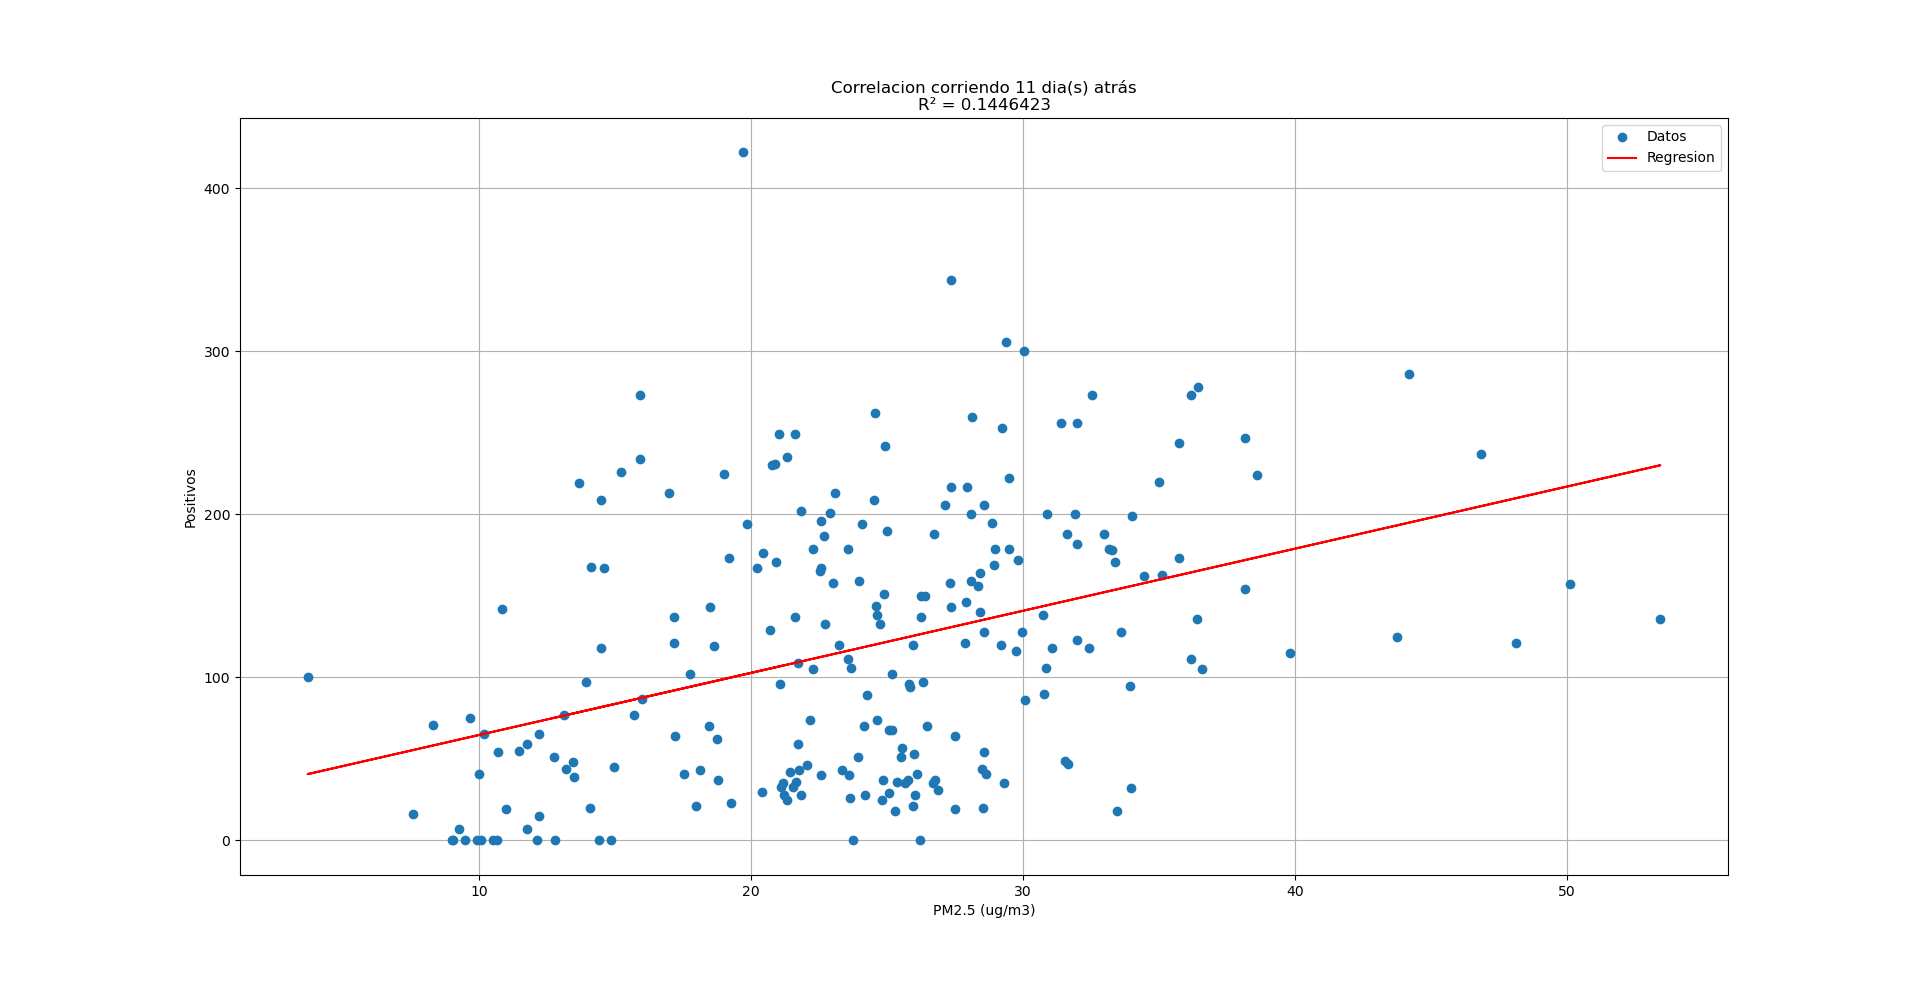 Correlacion corriendo 11 dia(s) atrás
R² = 0.1446423
Datos
Regresion
400
300
200
100
0
Positivos
10 20 30 40 50
PM2.5 (ug/m3)